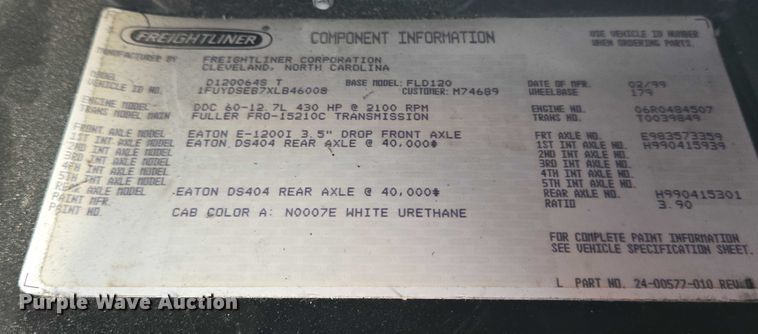 FREIGHTLINER COMPONENT INFORMATION USE VEHICLE ID NUMBER
WHEN ORDERING PARTS.
MANUFACTURED BY FREIGHTLINER CORPORATION
CLEVELAND, NORTH CAROLINA
MODEL D120064S T BASE MODEL: FLD120 DATE OF MFR. 02/99
VEHICLE ID NO. 1FUYDSEB7XLB46008 CUSTOMER: M74689 WHEELBASE 179
ENGINE MODEL DDC 60-12.7L 430 HP @ 2100 RPM ENGINE NO. 06R0484507
TRANS MODEL MAIN FULLER FRO-15210C TRANSMISSION TRANS NO. T0039849
FRONT AXLE MODEL EATON E-1200I 3.5" DROP FRONT AXLE FRT AXLE NO. E983573359
1ST INT AXLE MODEL EATON DS404 REAR AXLE @ 40,000# 1ST INT AXLE NO. H990415939
2ND INT AXLE MODEL 2ND INT AXLE NO.
3RD INT AXLE MODEL 3RD INT AXLE NO.
4TH INT AXLE MODEL 4TH INT AXLE NO.
5TH INT AXLE MODEL 5TH INT AXLE NO.
REAR AXLE MODEL EATON DS404 REAR AXLE @ 40,000# REAR AXLE NO. H990415301
PAINT MFR. RATIO 3.90
PAINT NO. CAB COLOR A: N0007E WHITE URETHANE
FOR COMPLETE PAINT INFORMATION
SEE VEHICLE SPECIFICATION SHEET.
L PART NO. 24-00577-010 REV
Purple Wave Auction